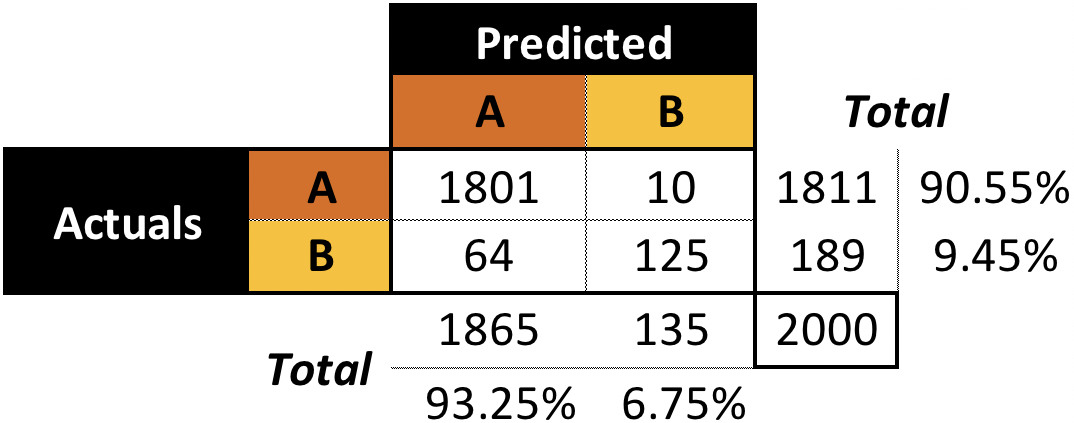 Predicted
A B Total
Actuals A 1801 10 1811 90.55%
B 64 125 189 9.45%
Total 1865 135 2000
93.25% 6.75%